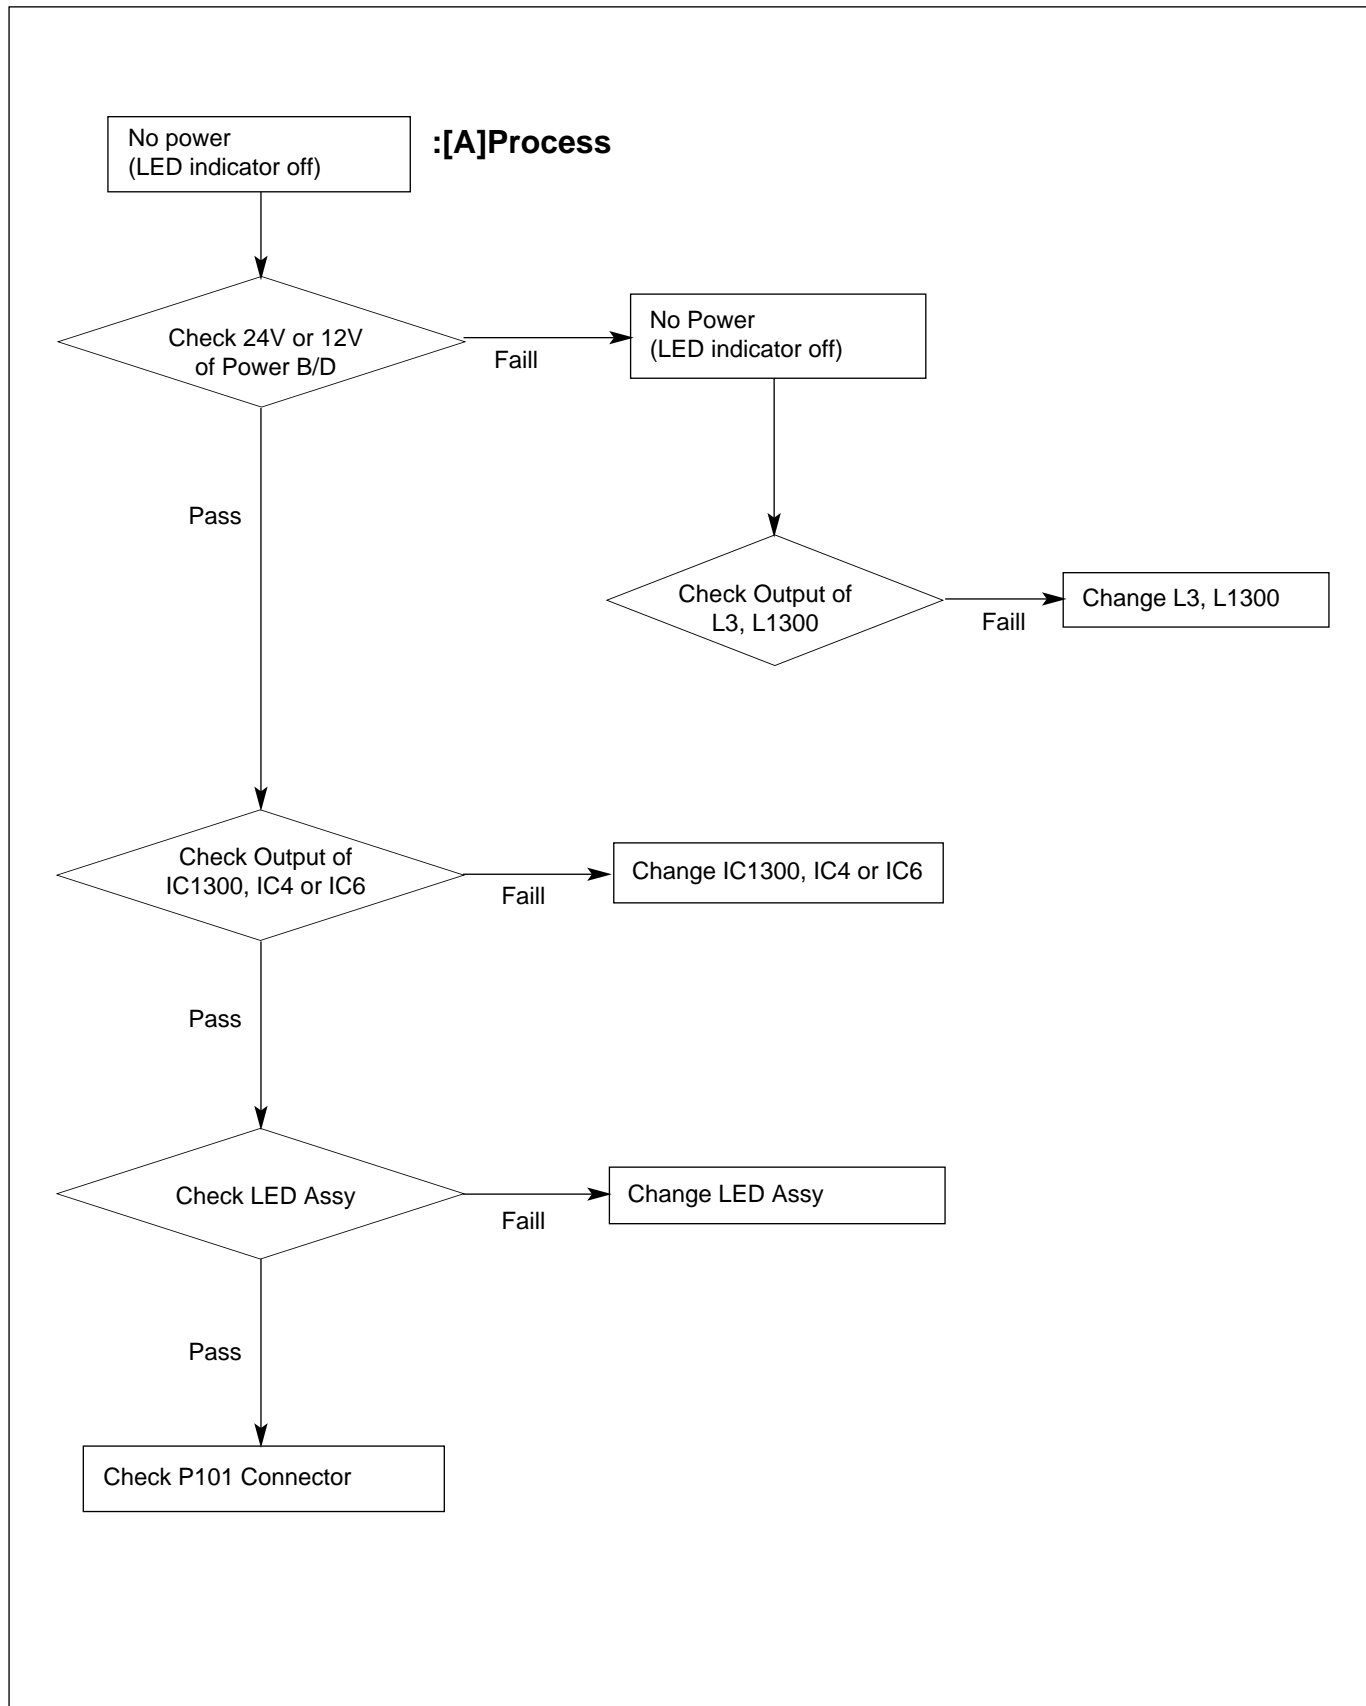 No power
(LED indicator off)
:[A]Process
Check 24V or 12V
of Power B/D
Faill
No Power
(LED indicator off)
Pass
Check Output of
L3, L1300
Faill
Change L3, L1300
Check Output of
IC1300, IC4 or IC6
Faill
Change IC1300, IC4 or IC6
Pass
Check LED Assy
Faill
Change LED Assy
Pass
Check P101 Connector